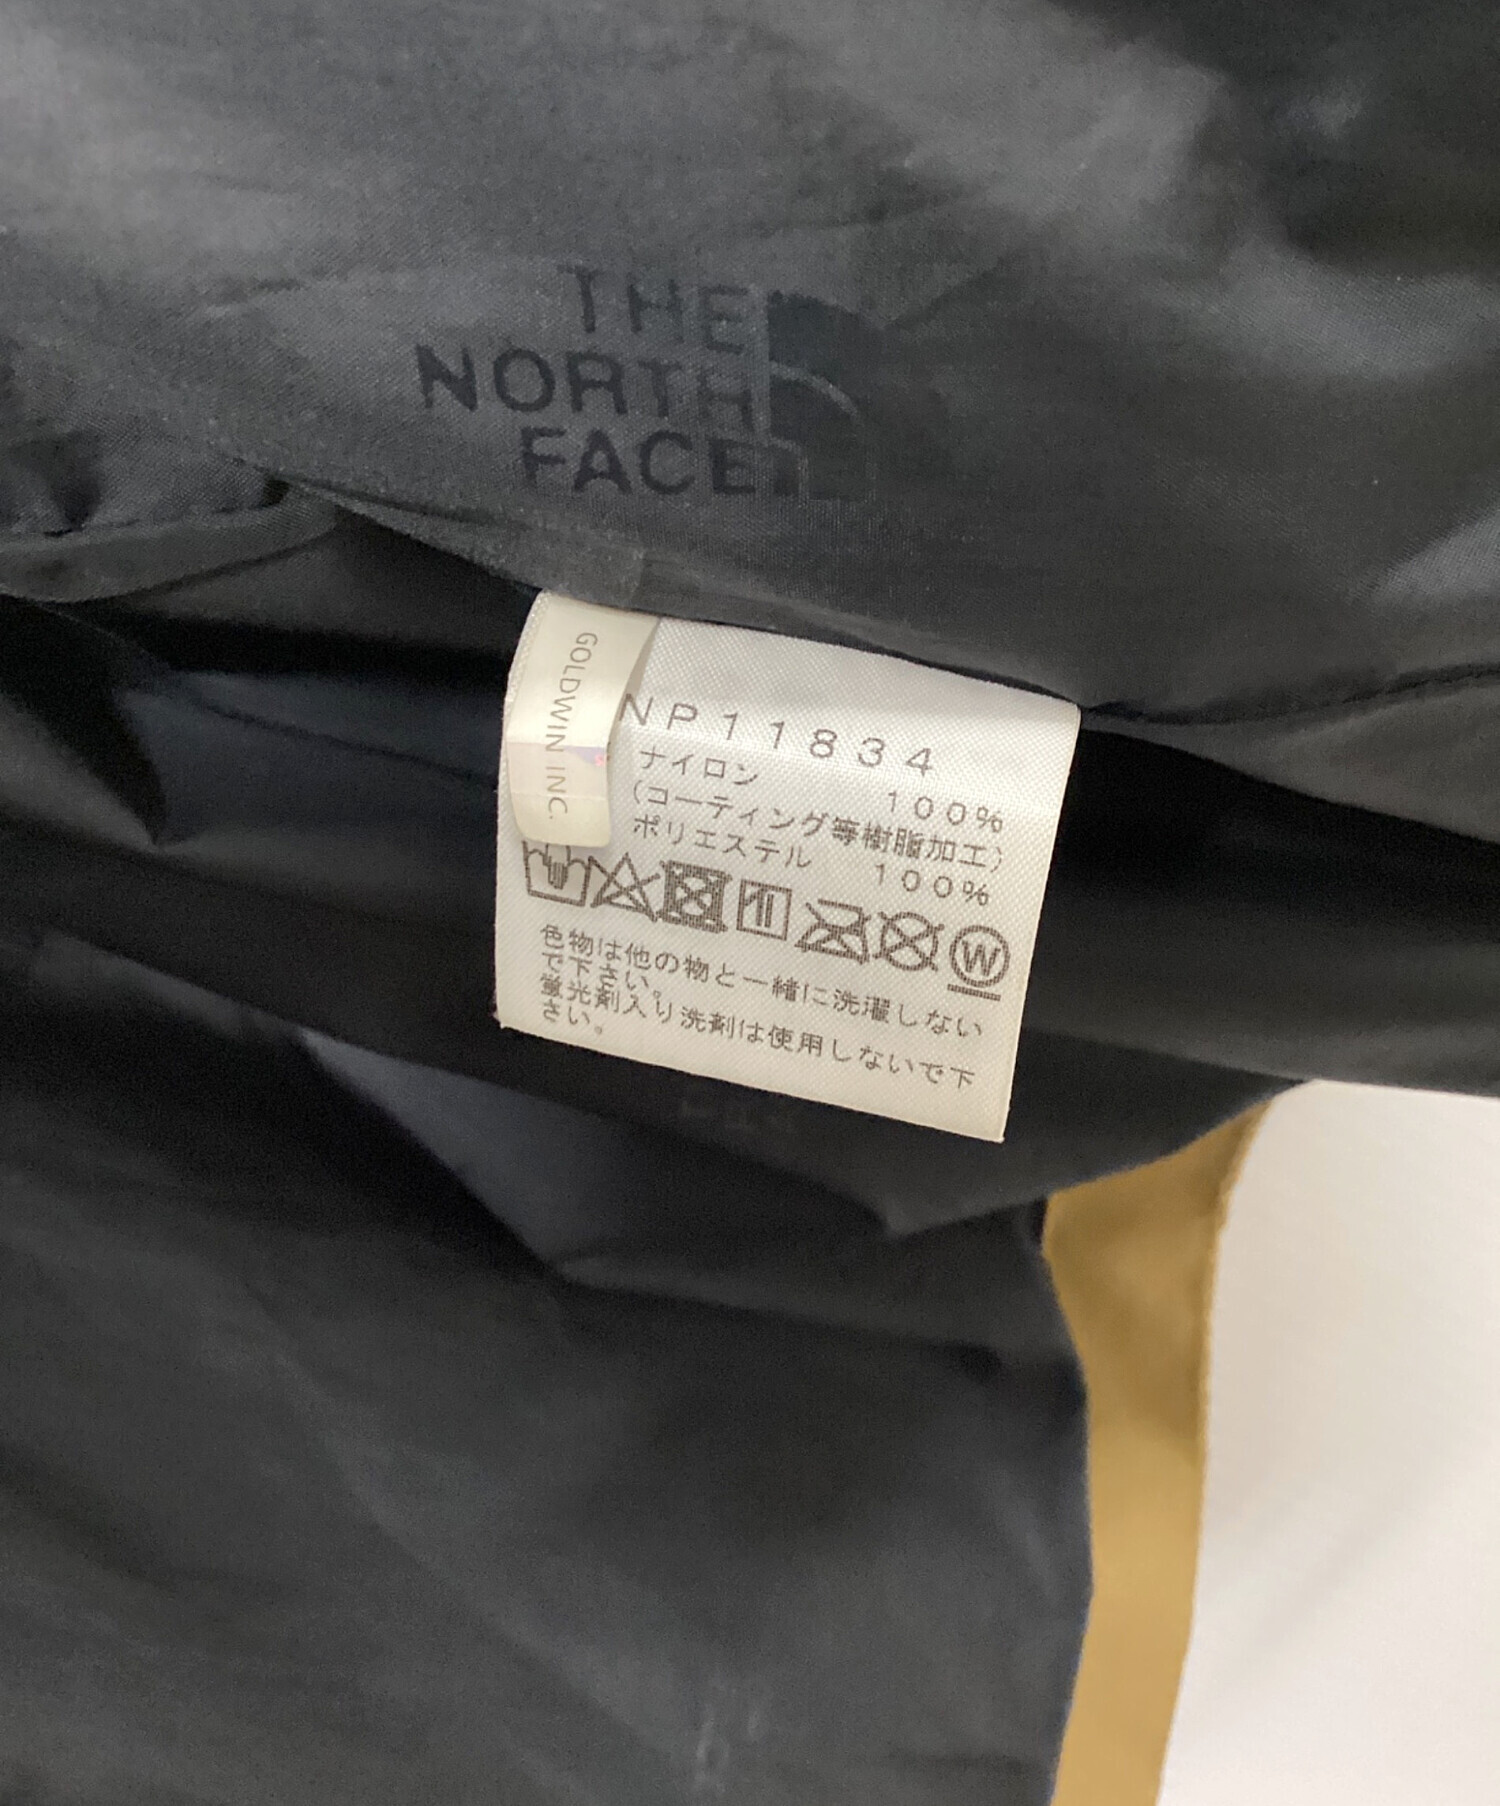 THE
NORTH
FACE
GOLDWIN INC.
NP11834
ナイロン 100%
(コーティング等樹脂加工)
ポリエステル 100%
W
色物は他の物と一緒に洗濯しない
で下さい。
蛍光剤入り洗剤は使用しないで下
さい。